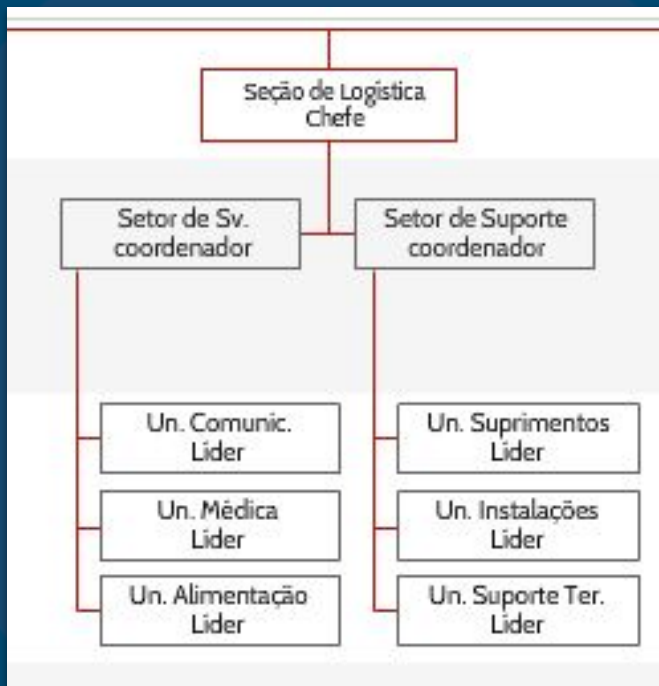 Seção de Logística
Chefe
Setor de Sv.
coordenador
Setor de Suporte
coordenador
Un. Comunic.
Líder
Un. Suprimentos
Líder
Un. Médica
Líder
Un. Instalações
Líder
Un. Alimentação
Líder
Un. Suporte Ter.
Líder